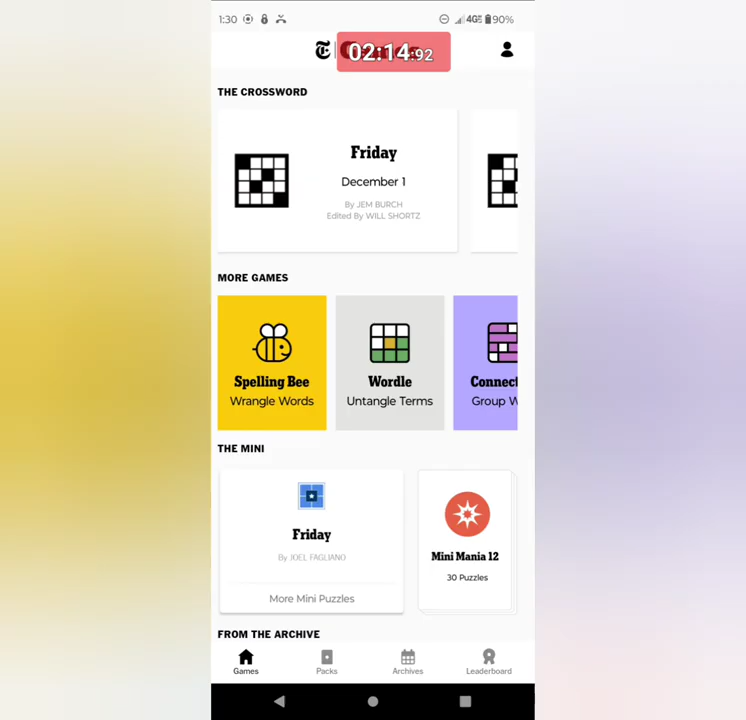 1:30 4GE 90%
02:14:92
THE CROSSWORD
Friday
December 1
By JEM BURCH
Edited By WILL SHORTZ
MORE GAMES
Spelling Bee
Wrangle Words
Wordle
Untangle Terms
Connect
Group W
THE MINI
Friday
By JOEL FAGLIANO
More Mini Puzzles
Mini Mania 12
30 Puzzles
FROM THE ARCHIVE
Games
Packs
Archives
Leaderboard